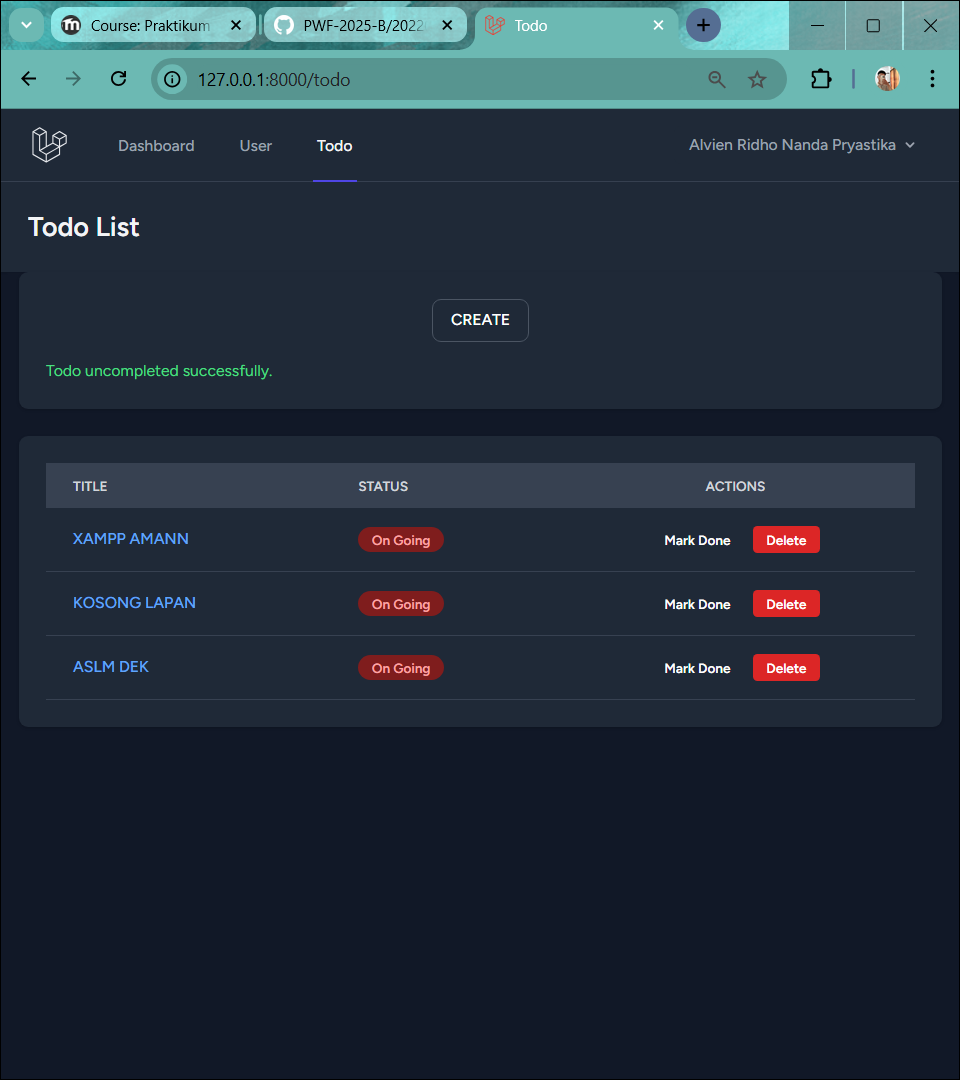 Course: Praktikum
PWF-2025-B/2022
Todo
127.0.0.1:8000/todo
Dashboard User Todo Alvien Ridho Nanda Pryastika
Todo List
CREATE
Todo uncompleted successfully.
TITLE STATUS ACTIONS
XAMPP AMANN On Going Mark Done Delete
KOSONG LAPAN On Going Mark Done Delete
ASLM DEK On Going Mark Done Delete